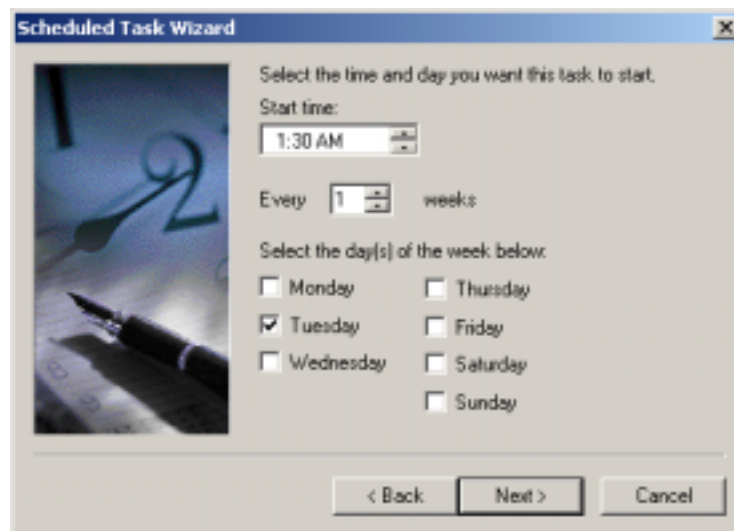 Scheduled Task Wizard
Select the time and day you want this task to start.
Start time:
1:30 AM
Every 1 weeks
Select the day(s) of the week below:
Monday
Thursday
Tuesday
Friday
Wednesday
Saturday
Sunday
< Back Next > Cancel
2